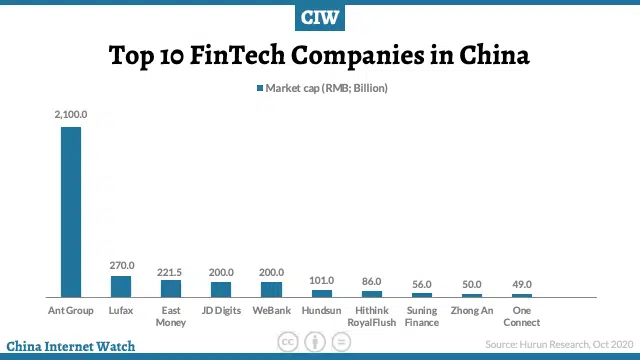 CIW
Top 10 FinTech Companies in China
Market cap (RMB; Billion)
2,100.0
270.0
221.5
200.0
200.0
101.0
86.0
56.0
50.0
49.0
Ant Group
Lufax
East
Money
JD Digits
WeBank
Hundsun
Hithink
RoyalFlush
Suning
Finance
Zhong An
One
Connect
China Internet Watch
cc
Source: Hurun Research, Oct 2020